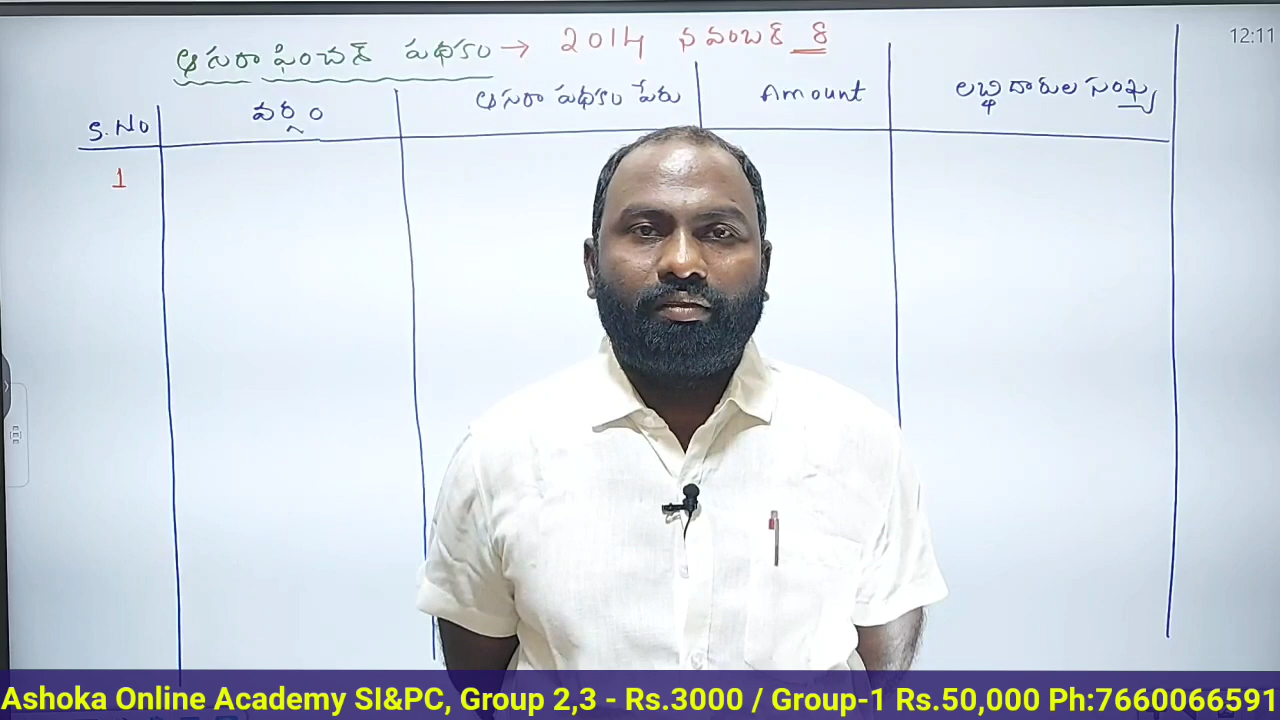 ఆసరా పింఛన్ పథకం → 2014 నవంబర్ 8
12:11
S.No వర్గం ఆసరా పథకం పేరు Amount లబ్ధిదారుల సంఖ్య
1
Ashoka Online Academy SI&PC, Group 2,3 - Rs.3000 / Group-1 Rs.50,000 Ph:7660066591